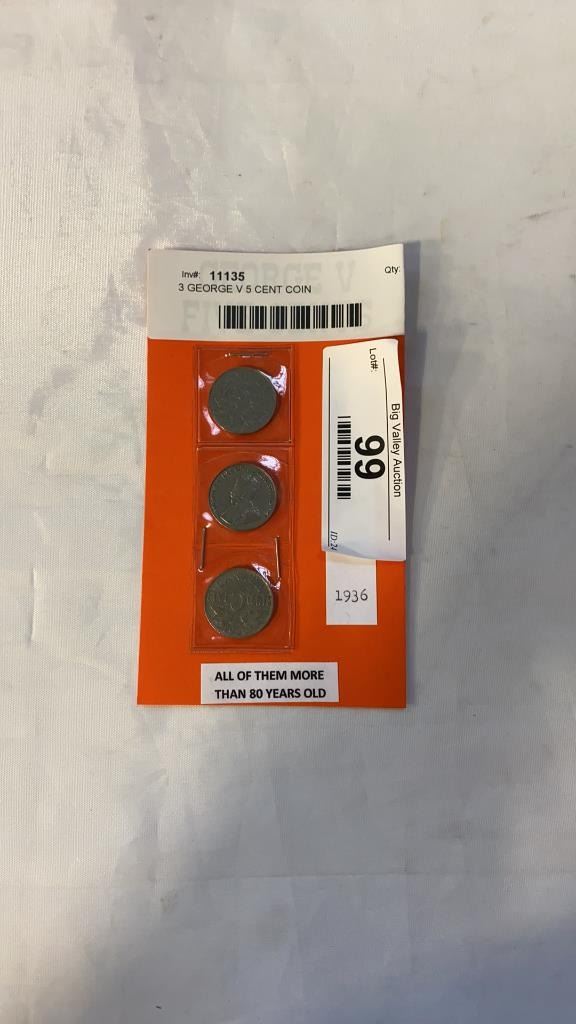 Inv#: 11135
Qty:
3 GEORGE V 5 CENT COIN
GEORGE V
Lot#:
Big Valley Auction
99
1936
ALL OF THEM MORE
THAN 80 YEARS OLD